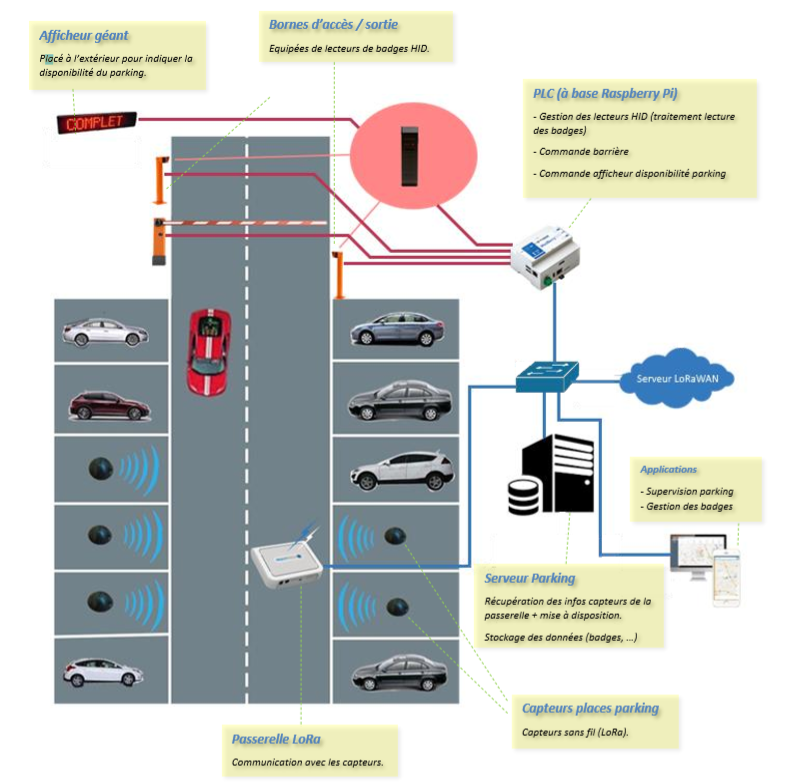 Afficheur géant
Placé à l'extérieur pour indiquer la
disponibilité du parking.
Bornes d'accès / sortie
Equipées de lecteurs de badges HID.
PLC (à base Raspberry Pi)
- Gestion des lecteurs HID (traitement lecture
des badges)
- Commande barrière
- Commande afficheur disponibilité parking
COMPLET
Serveur LoRaWAN
Applications
- Supervision parking
- Gestion des badges
Serveur Parking
Récupération des infos capteurs de la
passerelle + mise à disposition.
Stockage des données (badges, ...)
Capteurs places parking
Capteurs sans fil (LoRa).
Passerelle LoRa
Communication avec les capteurs.